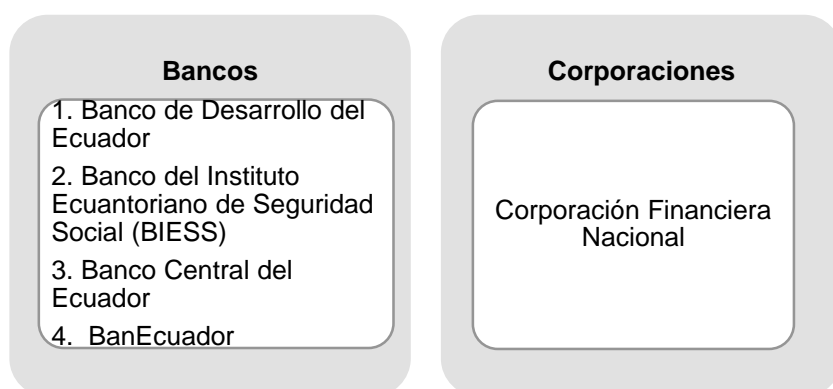 Bancos
1. Banco de Desarrollo del
Ecuador
2. Banco del Instituto
Ecuantoriano de Seguridad
Social (BIESS)
3. Banco Central del
Ecuador
4. BanEcuador
Corporaciones
Corporación Financiera
Nacional